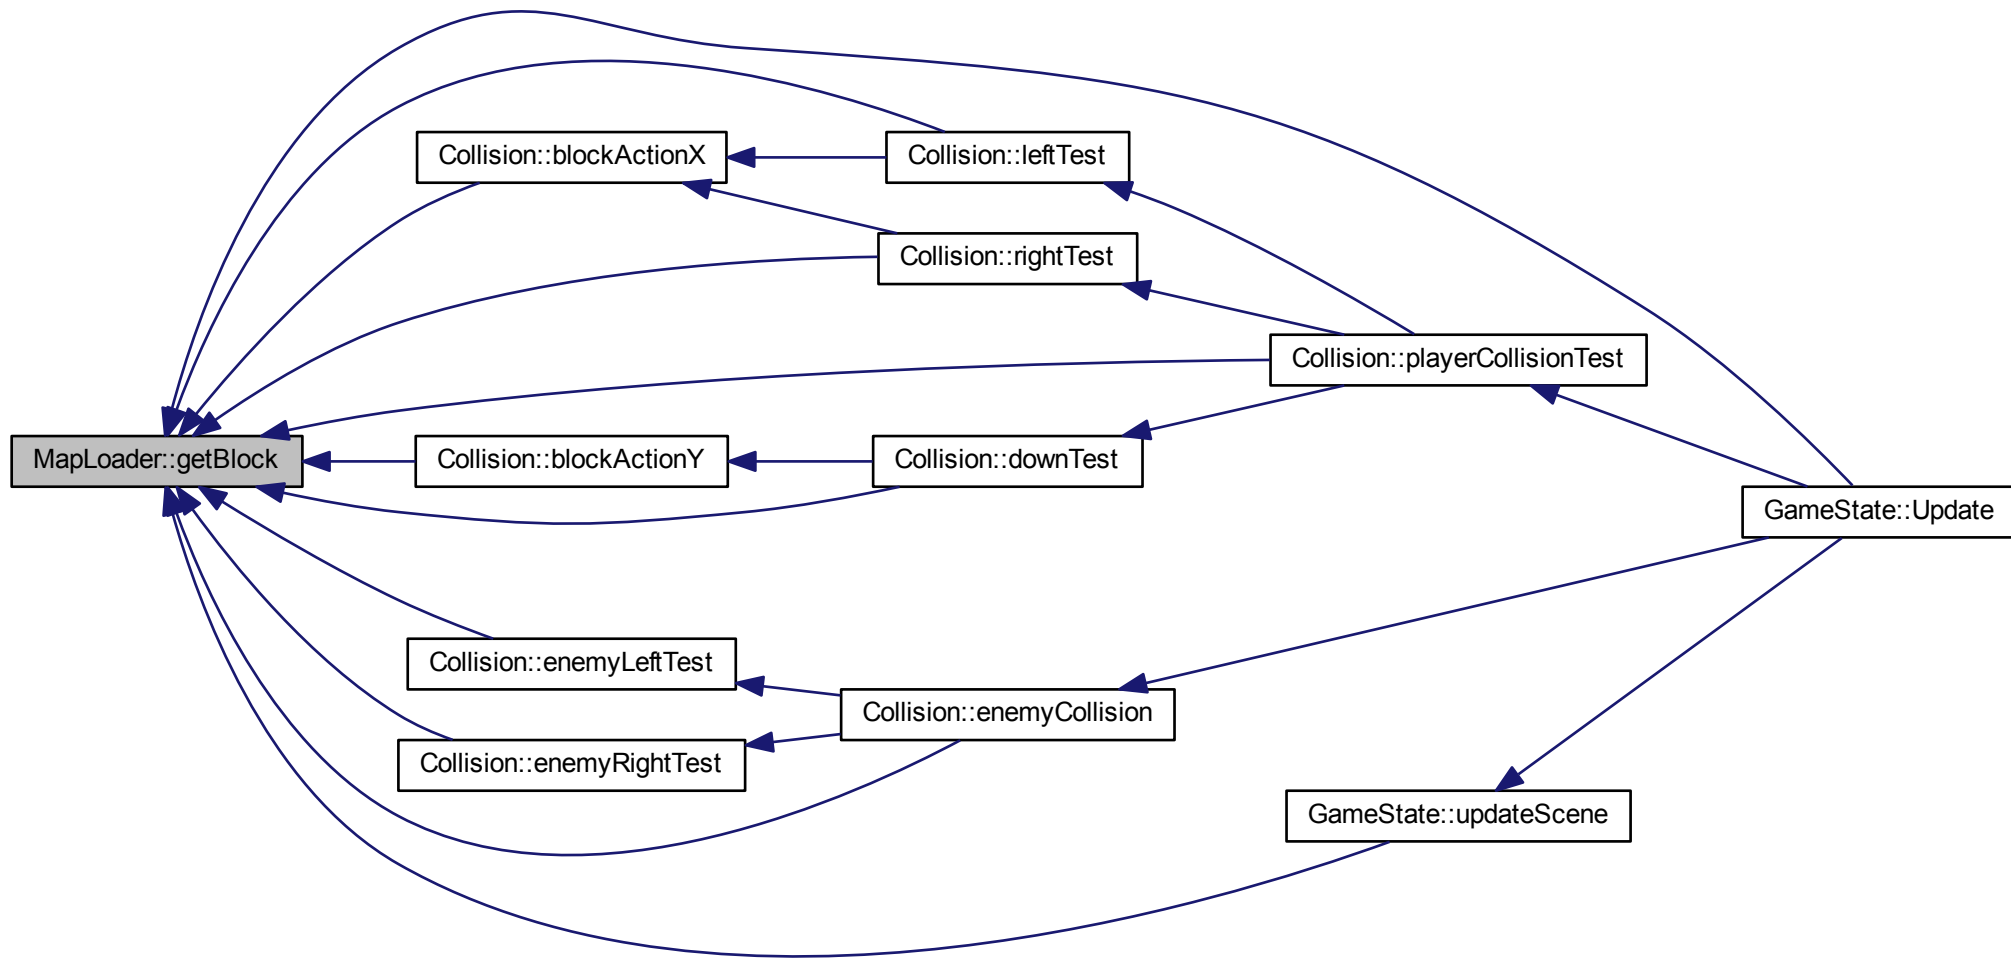 Collision::blockActionX
Collision::leftTest
Collision::rightTest
Collision::playerCollisionTest
MapLoader::getBlock
Collision::blockActionY
Collision::downTest
GameState::Update
Collision::enemyLeftTest
Collision::enemyCollision
Collision::enemyRightTest
GameState::updateScene